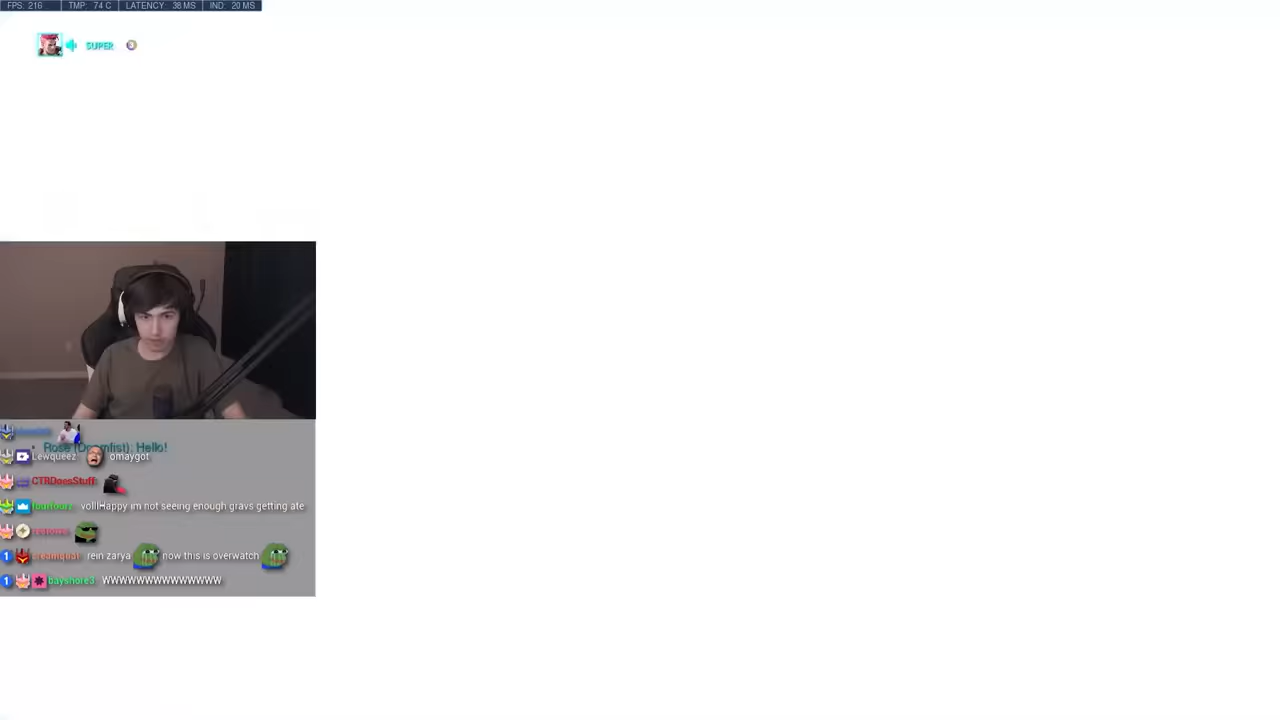 FPS: 216 TMP: 74 C LATENCY: 38 MS IND: 20 MS
SUPER
Rose (Doomfist): Hello!
Lewqueez: omaygot
CTRDoesStuff:
im not seeing enough gravs getting ate
rein zarya now this is overwatch
baysnore3: WWWWWWWWWWWWWW